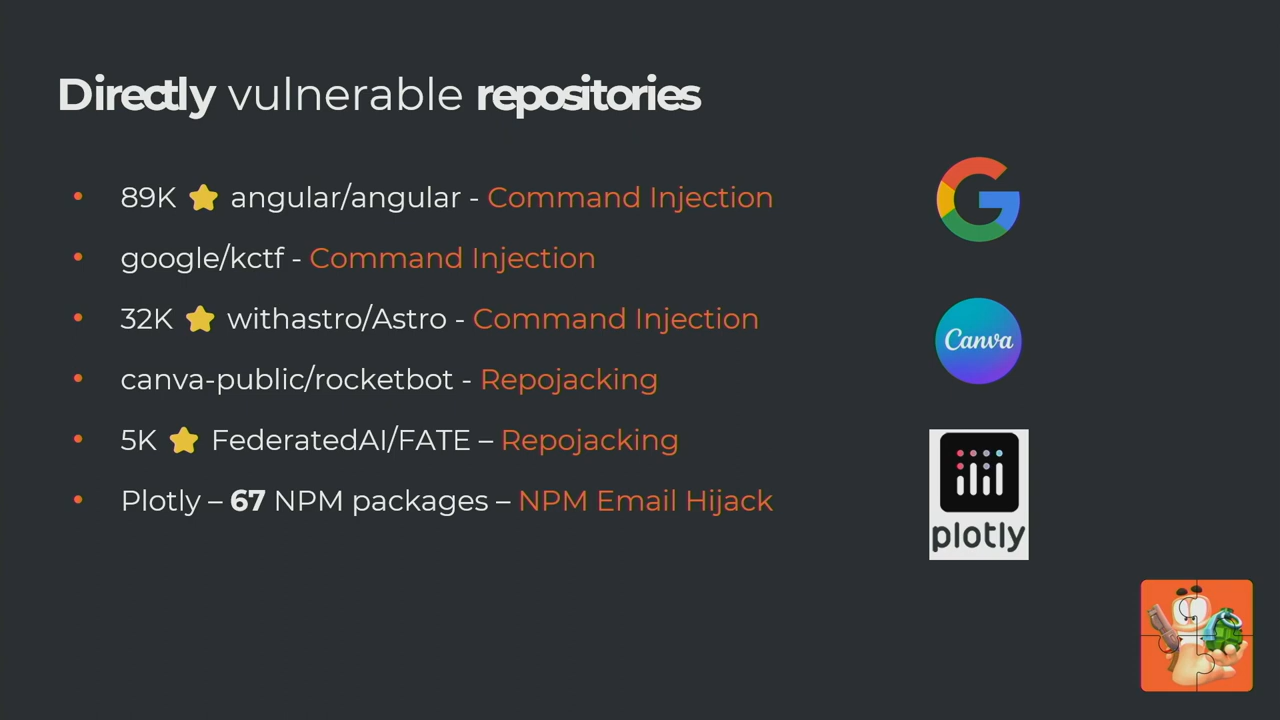 Directly vulnerable repositories
• 89K ⭐ angular/angular - Command Injection
• google/kctf - Command Injection
• 32K ⭐ withastro/Astro - Command Injection
• canva-public/rocketbot - Repojacking
• 5K ⭐ FederatedAI/FATE – Repojacking
• Plotly – 67 NPM packages – NPM Email Hijack
G
Canva
plotly